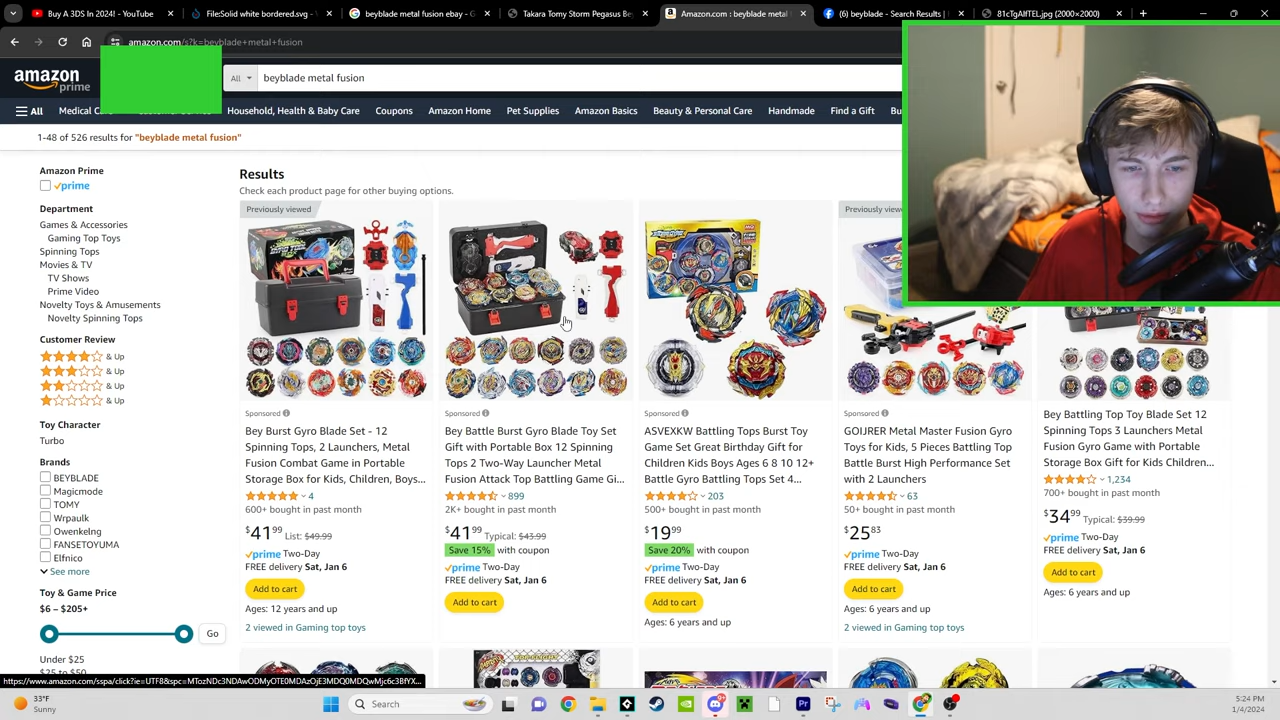 Buy A 3DS In 2024! - YouTube
File:Solid white bordered.svg -
beyblade metal fusion ebay - G
Takara Tomy Storm Pegasus Be
Amazon.com : beyblade metal
(6) beyblade - Search Results |
81cTgAlfTEL.jpg (2000×2000)
amazon.com/s?k=beyblade+metal+fusion
amazon prime
All
beyblade metal fusion
All
Medical Ca
Household, Health & Baby Care
Coupons
Amazon Home
Pet Supplies
Amazon Basics
Beauty & Personal Care
Handmade
Find a Gift
Bu
1-48 of 526 results for "beyblade metal fusion"
Amazon Prime
prime
Department
Games & Accessories
Gaming Top Toys
Spinning Tops
Movies & TV
TV Shows
Prime Video
Novelty Toys & Amusements
Novelty Spinning Tops
Customer Review
& Up
& Up
& Up
& Up
Toy Character
Turbo
Brands
BEYBLADE
Magicmode
TOMY
Wrpaulk
Owenkelng
FANSETOYUMA
Elfnico
See more
Toy & Game Price
$6 – $205+
Go
Under $25
$25 to $50
Results
Check each product page for other buying options.
Previously viewed
Sponsored
Bey Burst Gyro Blade Set - 12
Spinning Tops, 2 Launchers, Metal
Fusion Combat Game in Portable
Storage Box for Kids, Children, Boys...
4
600+ bought in past month
$41 99 List: $49.99
prime Two-Day
FREE delivery Sat, Jan 6
Add to cart
Ages: 12 years and up
2 viewed in Gaming top toys
Sponsored
Bey Battle Burst Gyro Blade Toy Set
Gift with Portable Box 12 Spinning
Tops 2 Two-Way Launcher Metal
Fusion Attack Top Battling Game Gi...
899
2K+ bought in past month
$41 99 Typical: $43.99
Save 15% with coupon
prime Two-Day
FREE delivery Sat, Jan 6
Add to cart
Sponsored
ASVEXKW Battling Tops Burst Toy
Game Set Great Birthday Gift for
Children Kids Boys Ages 6 8 10 12+
Battle Gyro Battling Tops Set 4...
203
500+ bought in past month
$19 99
Save 20% with coupon
prime Two-Day
FREE delivery Sat, Jan 6
Add to cart
Ages: 6 years and up
Previously viewe
Sponsored
GOIJRER Metal Master Fusion Gyro
Toys for Kids, 5 Pieces Battling Top
Battle Burst High Performance Set
with 2 Launchers
63
50+ bought in past month
$25 83
prime Two-Day
FREE delivery Sat, Jan 6
Add to cart
Ages: 6 years and up
2 viewed in Gaming top toys
Bey Battling Top Toy Blade Set 12
Spinning Tops 3 Launchers Metal
Fusion Gyro Game with Portable
Storage Box Gift for Kids Children...
1,234
700+ bought in past month
$34 99 Typical: $39.99
prime Two-Day
FREE delivery Sat, Jan 6
Add to cart
Ages: 6 years and up
33°F
Sunny
Search
5:24 PM
1/4/2024